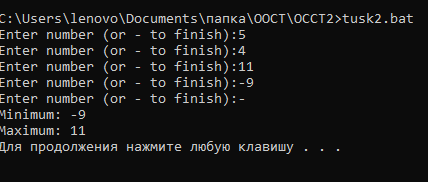 C:\Users\lenovo\Documents\папка\ООСТ\ОССТ2>tusk2.bat
Enter number (or - to finish):5
Enter number (or - to finish):4
Enter number (or - to finish):11
Enter number (or - to finish):-9
Enter number (or - to finish):-
Minimum: -9
Maximum: 11
Для продолжения нажмите любую клавишу . . .